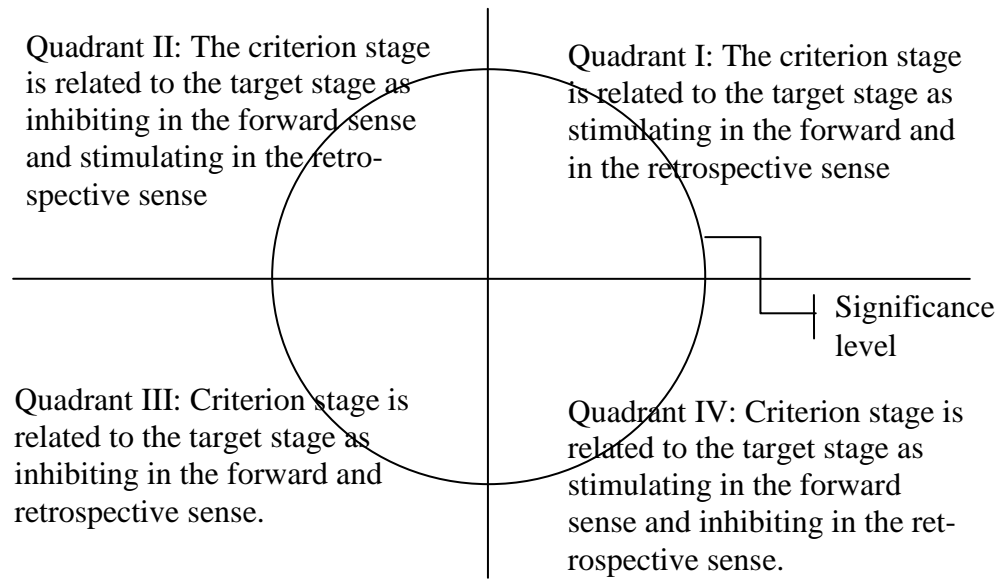 Quadrant II: The criterion stage
is related to the target stage as
inhibiting in the forward sense
and stimulating in the retro-
spective sense
Quadrant I: The criterion stage
is related to the target stage as
stimulating in the forward and
in the retrospective sense
Significance
level
Quadrant III: Criterion stage is
related to the target stage as
inhibiting in the forward and
retrospective sense.
Quadrant IV: Criterion stage is
related to the target stage as
stimulating in the forward
sense and inhibiting in the ret-
rospective sense.